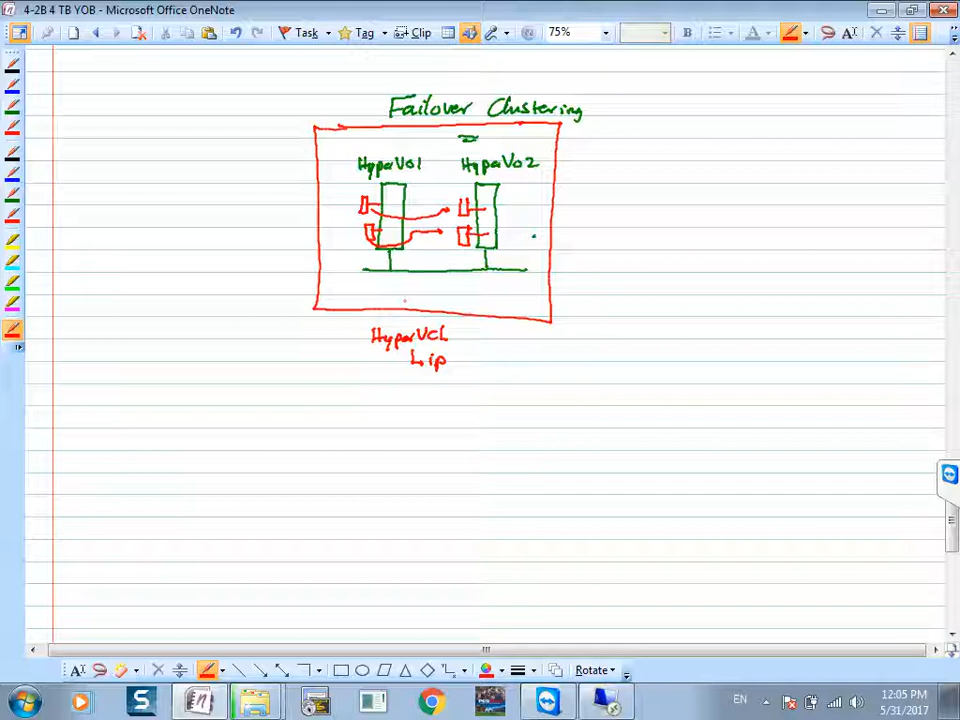 4-2B 4 TB YOB - Microsoft Office OneNote
Task
Tag
Clip
75%
B
A
Failover Clustering
HyperV01 HyperV02
HyperVCL
ip
A
Rotate
S
EN
12:05 PM
5/31/2017